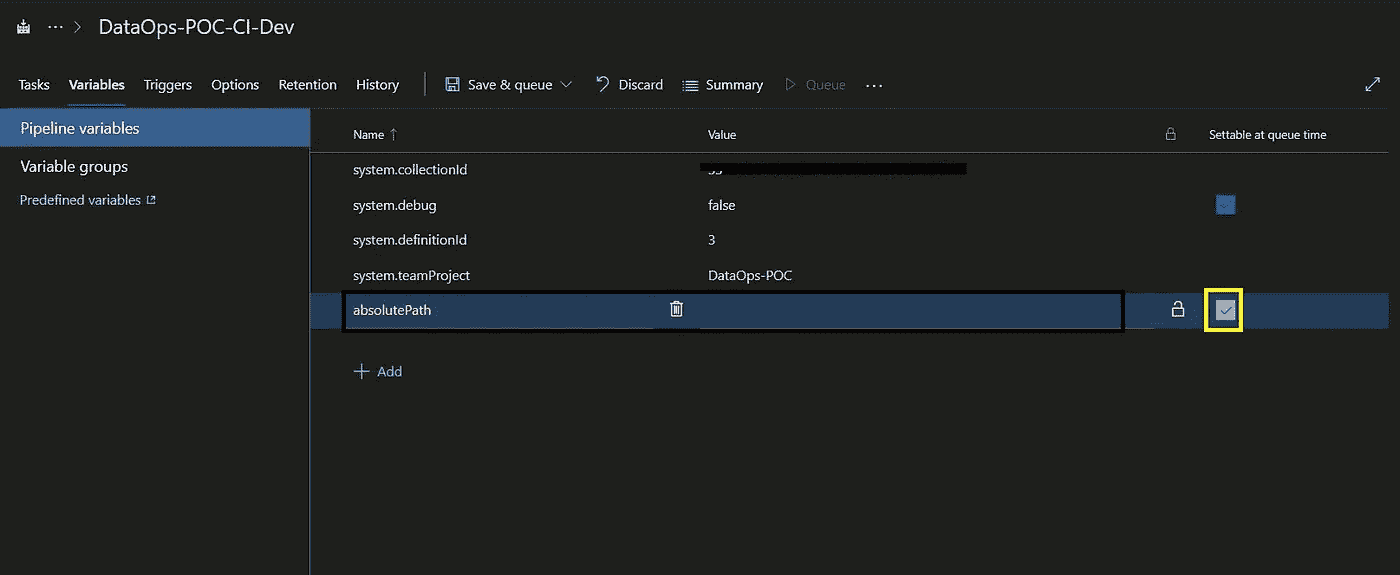 ··· > DataOps-POC-CI-Dev
Tasks Variables Triggers Options Retention History Save & queue Discard Summary Queue ...
Pipeline variables
Variable groups
Predefined variables
Name ↑ Value Settable at queue time
system.collectionId
system.debug false
system.definitionId 3
system.teamProject DataOps-POC
absolutePath
+ Add